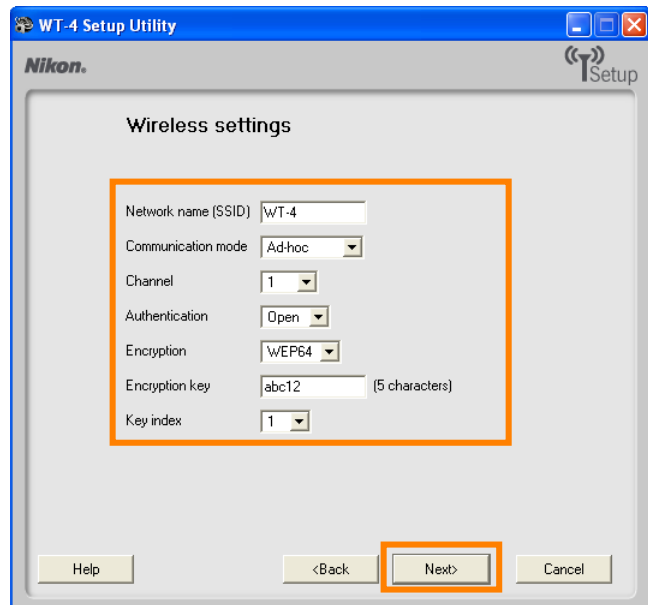 WT-4 Setup Utility
Nikon®
Setup
Wireless settings
Network name (SSID) WT-4
Communication mode Ad-hoc
Channel 1
Authentication Open
Encryption WEP64
Encryption key abc12 (5 characters)
Key index 1
Help <Back Next> Cancel